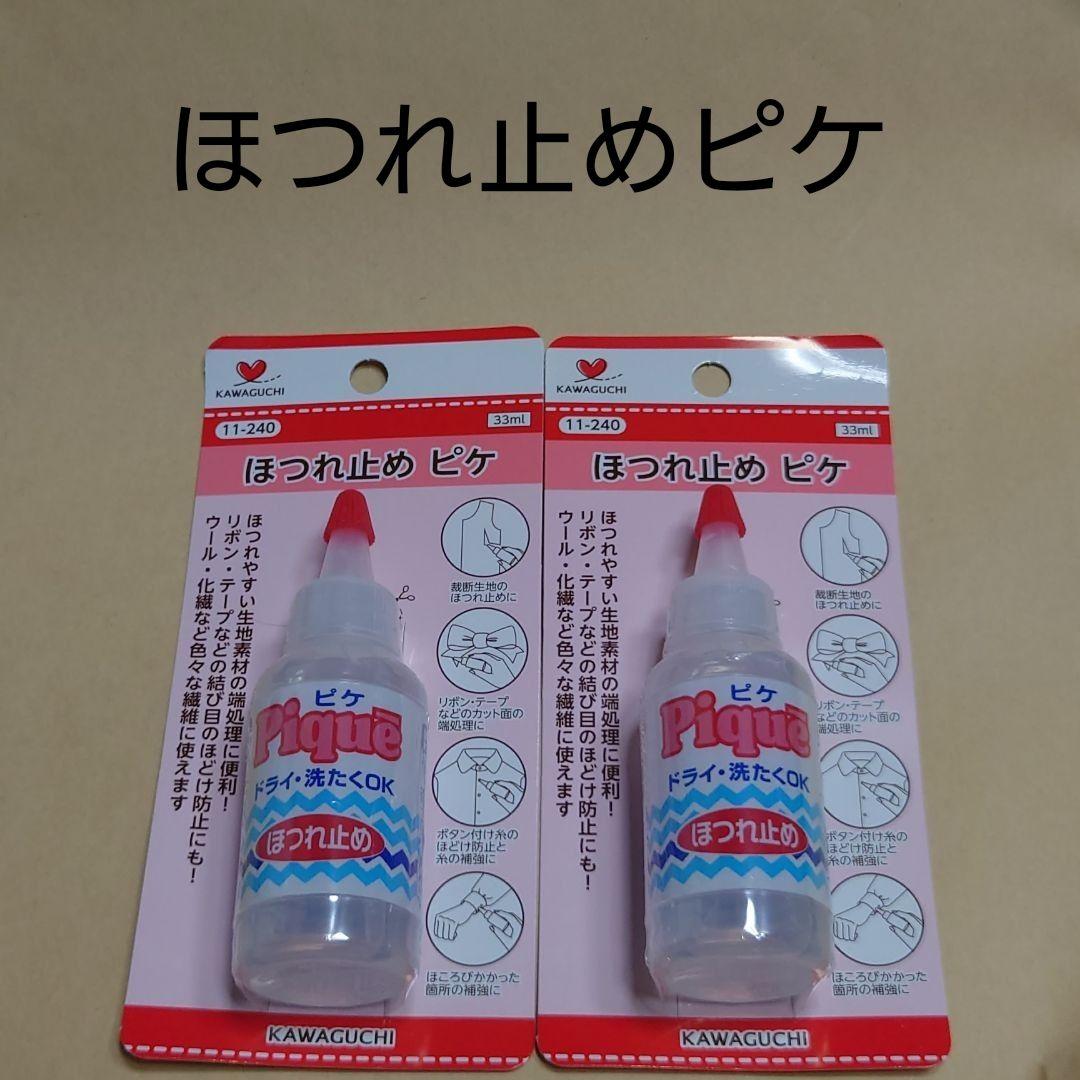 ほつれ止めピケ
KAWAGUCHI
11-240
33ml
ほつれ止め ピケ
ほつれやすい生地素材の端処理に便利！
リボン・テープなどの結び目のほどけ防止にも！
ウール・化繊など色々な繊維に使えます
裁断生地の
ほつれ止めに
リボン・テープ
などのカット面の
端処理に
ボタン付け糸の
ほどけ防止と
糸の補強に
ほころびかかった
箇所の補強に
ピケ
Piquē
ドライ・洗たくOK
ほつれ止め
KAWAGUCHI
KAWAGUCHI
11-240
33ml
ほつれ止め ピケ
ほつれやすい生地素材の端処理に便利！
リボン・テープなどの結び目のほどけ防止にも！
ウール・化繊など色々な繊維に使えます
裁断生地の
ほつれ止めに
リボン・テープ
などのカット面の
端処理に
ボタン付け糸の
ほどけ防止と
糸の補強に
ほころびかかった
箇所の補強に
ピケ
Piquē
ドライ・洗たくOK
ほつれ止め
KAWAGUCHI